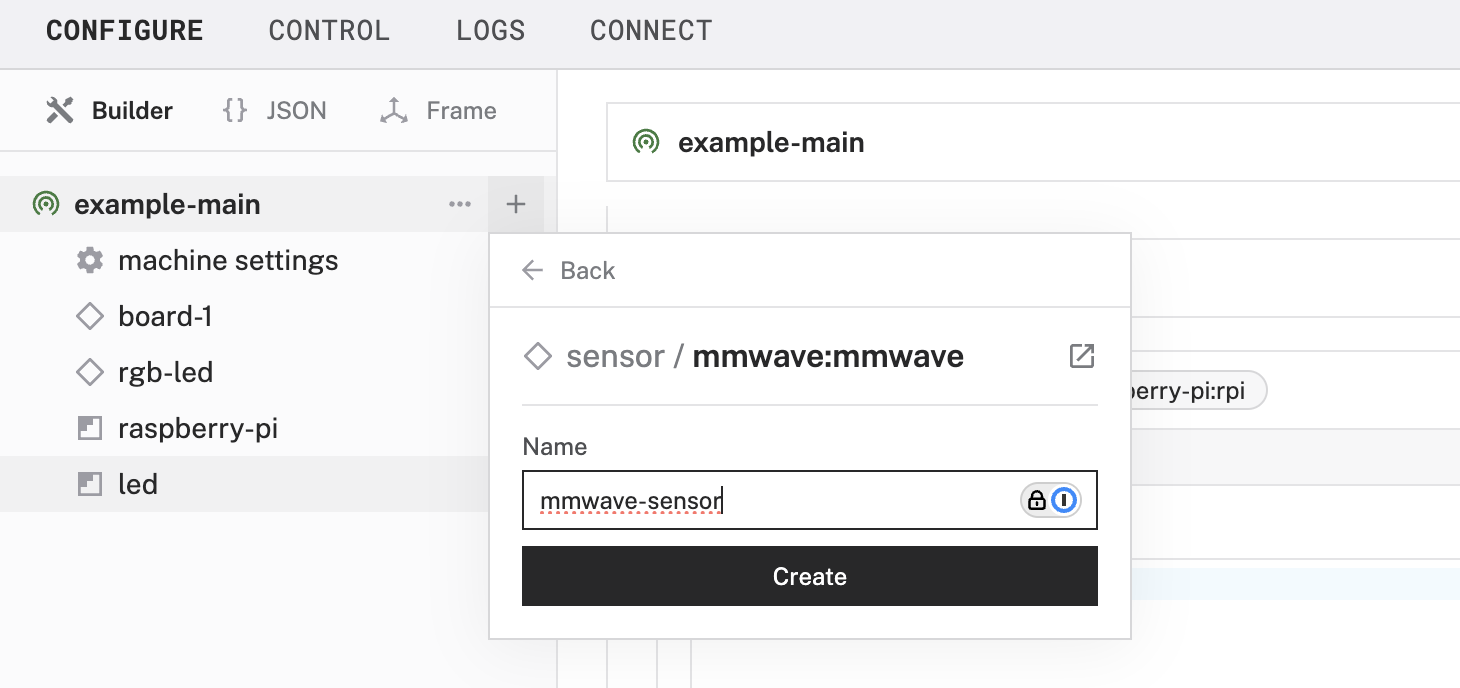 CONFIGURE CONTROL LOGS CONNECT
Builder {} JSON Frame
example-main
example-main
machine settings
board-1
rgb-led
raspberry-pi
led
Back
sensor / mmwave:mmwave
Name
mmwave-sensor
Create
berry-pi:rpi